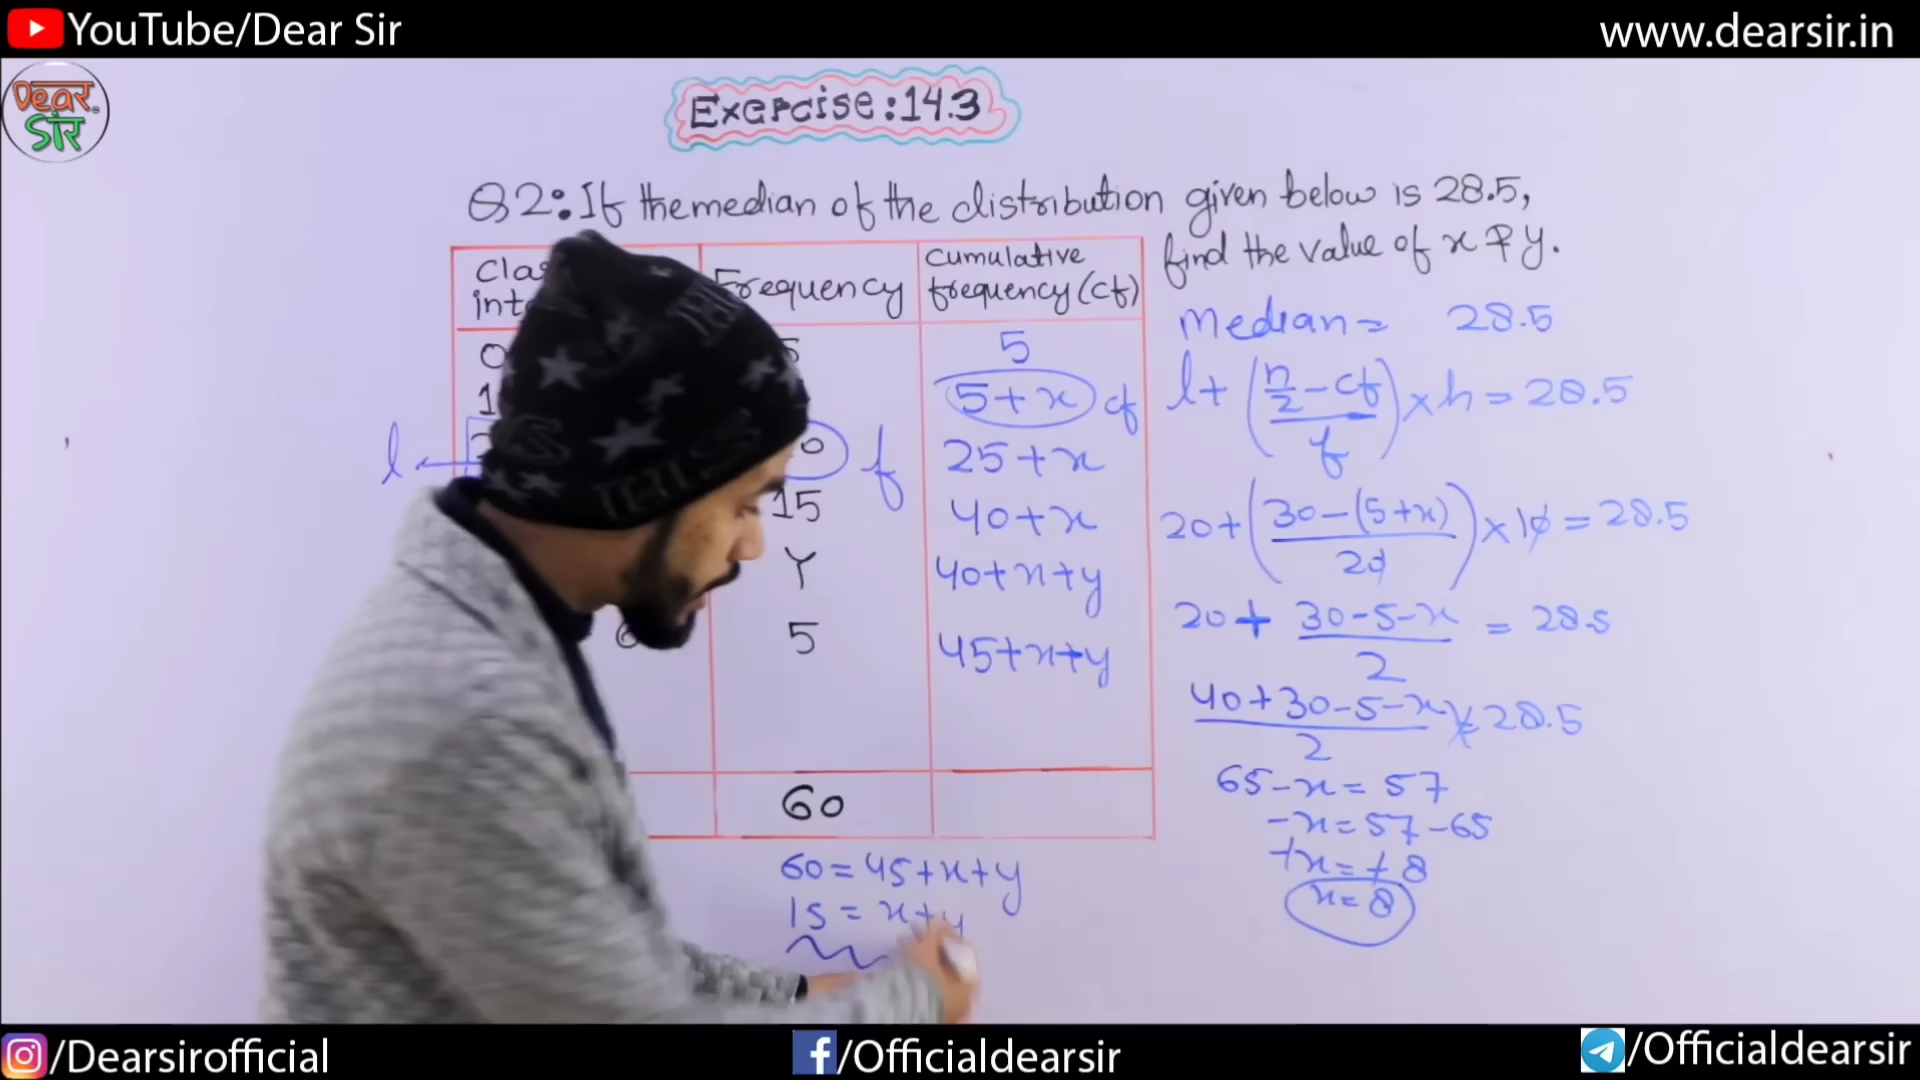 YouTube/Dear Sir
www.dearsir.in
Dear
सर
Exercise:14.3
Q2:If the median of the distribution given below is 28.5,
find the value of x & y.
Frequency
Cumulative
frequency (cf)
5
5+x cf
l
f
25+x
15
40+x
Y
40+x+y
5
45+x+y
60
60=45+x+y
15=x+y
Median= 28.5
l+(n/2-cf/f)×h=28.5
20+(30-(5+x)/20)×10=28.5
20+30-5-x/2=28.5
40+30-5-x/2=28.5
65-x=57
-x=57-65
+x=+8
x=8
/Dearsirofficial
/Officialdearsir
/Officialdearsir